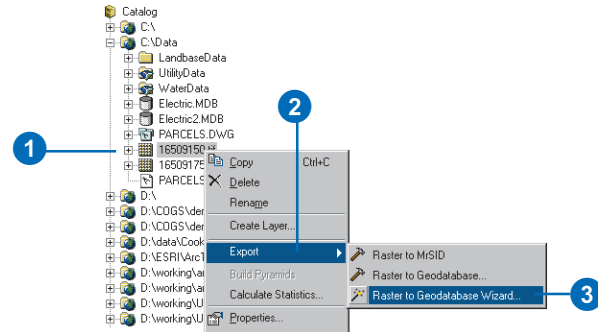 Catalog
C:\
C:\Data
LandbaseData
UtilityData
WaterData
Electric.MDB
Electric2.MDB
PARCELS.DWG
2
1
16509150
Copy Ctrl+C
16509175
Delete
PARCELS
Rename
D:\
D:\COGS\der
Create Layer...
D:\COGS\der
D:\data\Cook
Export
Raster to MrSID
D:\ESRI\Arc1
Build Pyramids
Raster to Geodatabase...
D:\working\ar
Calculate Statistics...
Raster to Geodatabase Wizard...
3
D:\working\ar
D:\working\U
Properties...
D:\working\U